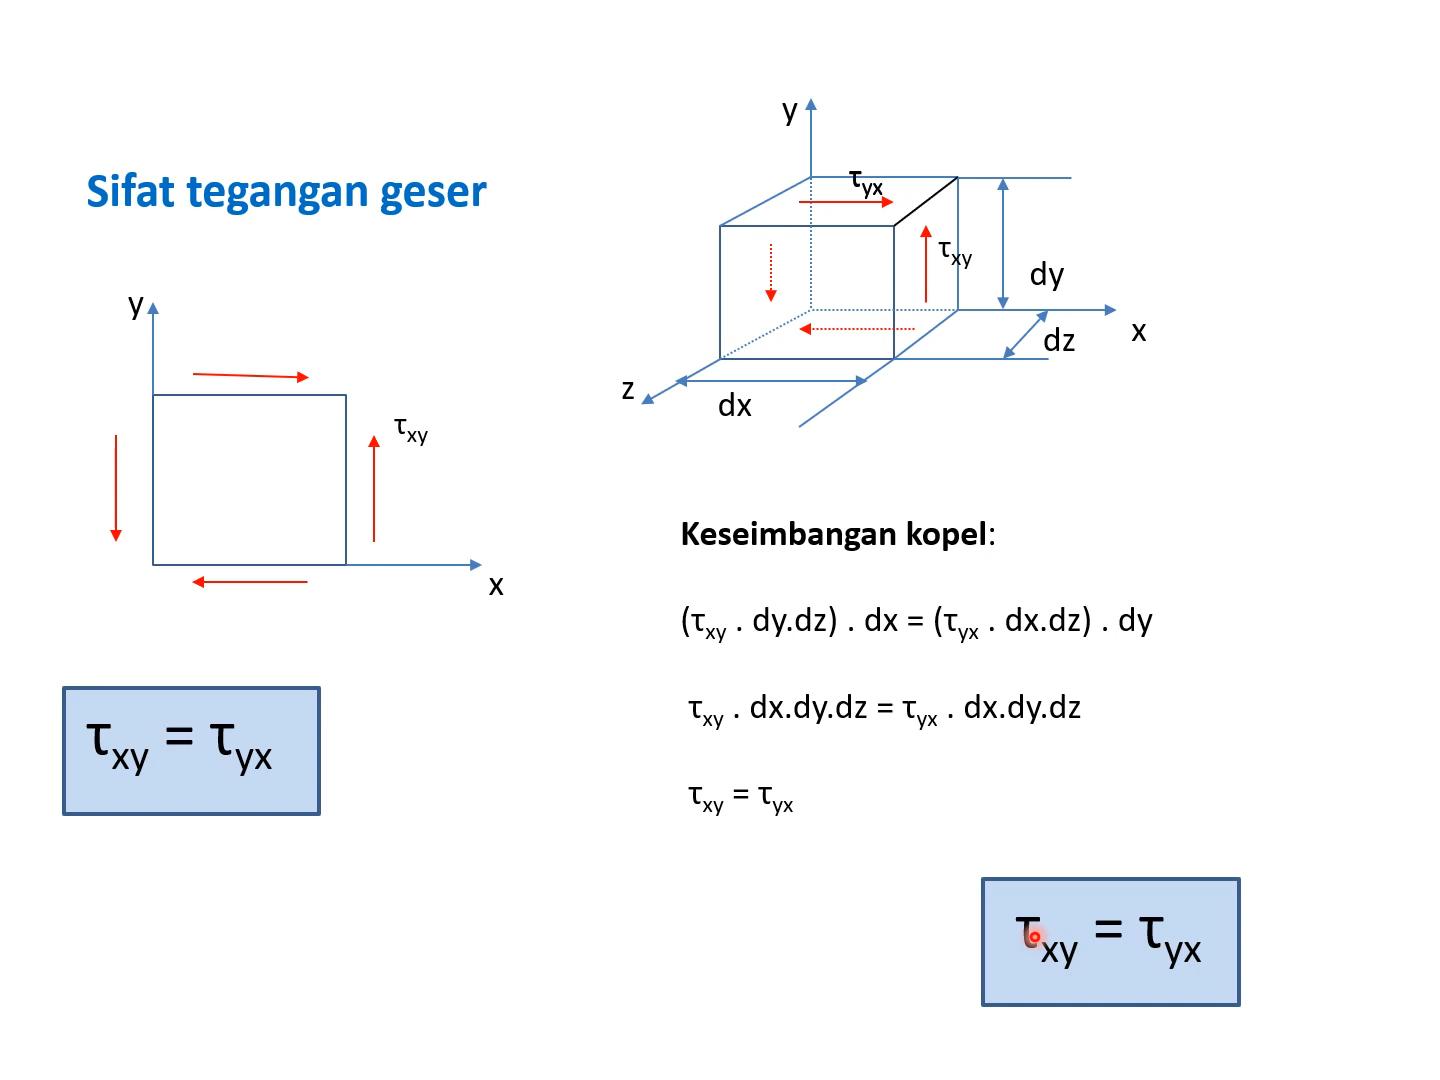 Sifat tegangan geser
y
τxy
x
τxy = τyx
y
τyx
τxy
dy
x
dz
z
dx
Keseimbangan kopel:
(τxy . dy.dz) . dx = (τyx . dx.dz) . dy
τxy . dx.dy.dz = τyx . dx.dy.dz
τxy = τyx
τxy = τyx